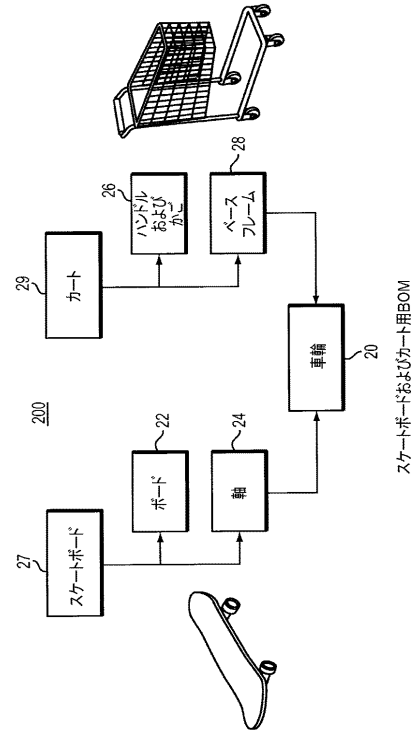 200
27
スケートボード
22
ボード
24
軸
29
カート
26
ハンドル
および
かご
28
ベース
フレーム
車輪
20
スケートボードおよびカート用BOM